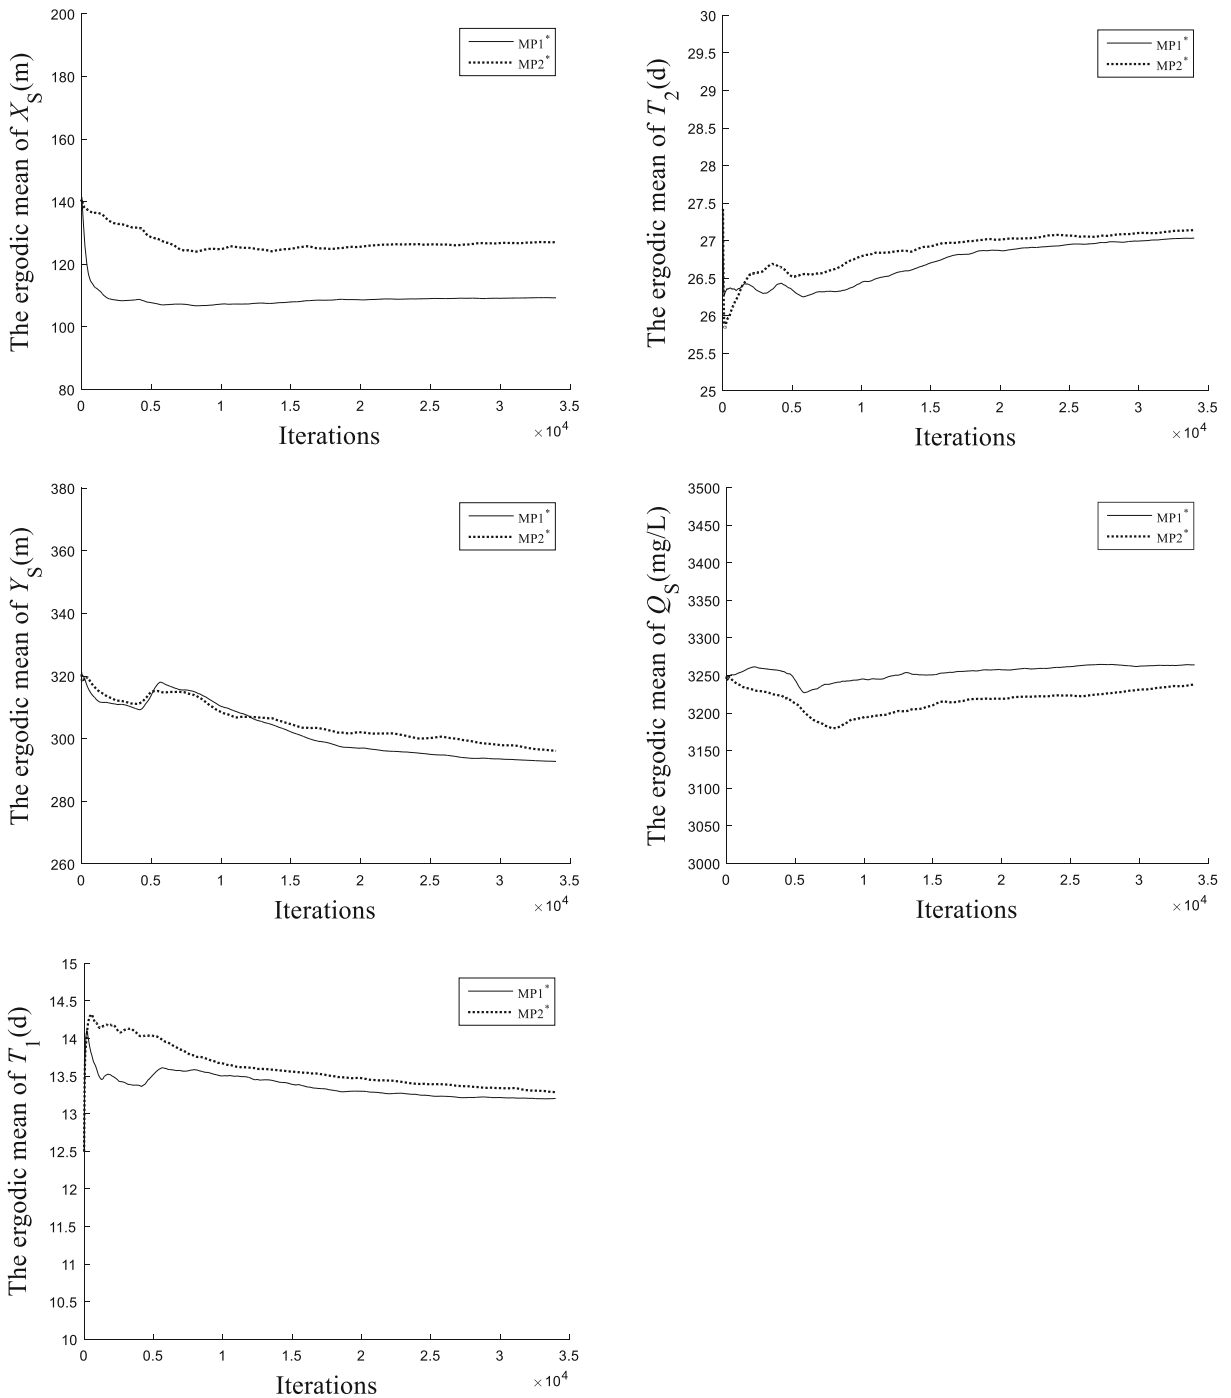 The ergodic mean of X_S(m)
200
180
160
140
120
100
80
0 0.5 1 1.5 2 2.5 3 3.5
×10^4
Iterations
MP1*
MP2*
The ergodic mean of T_2(d)
30
29.5
29
28.5
28
27.5
27
26.5
26
25.5
25
0 0.5 1 1.5 2 2.5 3 3.5
×10^4
Iterations
MP1*
MP2*
The ergodic mean of Y_S(m)
380
360
340
320
300
280
260
0 0.5 1 1.5 2 2.5 3 3.5
×10^4
Iterations
MP1*
MP2*
The ergodic mean of Q_S(mg/L)
3500
3450
3400
3350
3300
3250
3200
3150
3100
3050
3000
0 0.5 1 1.5 2 2.5 3 3.5
×10^4
Iterations
MP1*
MP2*
The ergodic mean of T_1(d)
15
14.5
14
13.5
13
12.5
12
11.5
11
10.5
10
0 0.5 1 1.5 2 2.5 3 3.5
×10^4
Iterations
MP1*
MP2*